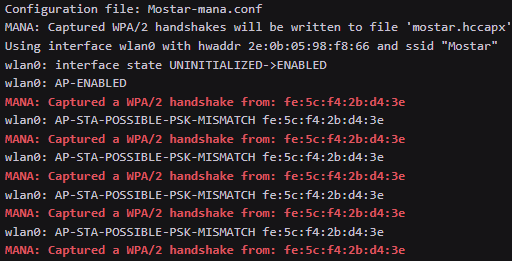 Configuration file: Mostar-mana.conf
MANA: Captured WPA/2 handshakes will be written to file 'mostar.hccapx'
Using interface wlan0 with hwaddr 2e:0b:05:98:f8:66 and ssid "Mostar"
wlan0: interface state UNINITIALIZED->ENABLED
wlan0: AP-ENABLED
MANA: Captured a WPA/2 handshake from: fe:5c:f4:2b:d4:3e
wlan0: AP-STA-POSSIBLE-PSK-MISMATCH fe:5c:f4:2b:d4:3e
MANA: Captured a WPA/2 handshake from: fe:5c:f4:2b:d4:3e
wlan0: AP-STA-POSSIBLE-PSK-MISMATCH fe:5c:f4:2b:d4:3e
MANA: Captured a WPA/2 handshake from: fe:5c:f4:2b:d4:3e
wlan0: AP-STA-POSSIBLE-PSK-MISMATCH fe:5c:f4:2b:d4:3e
MANA: Captured a WPA/2 handshake from: fe:5c:f4:2b:d4:3e
wlan0: AP-STA-POSSIBLE-PSK-MISMATCH fe:5c:f4:2b:d4:3e
MANA: Captured a WPA/2 handshake from: fe:5c:f4:2b:d4:3e